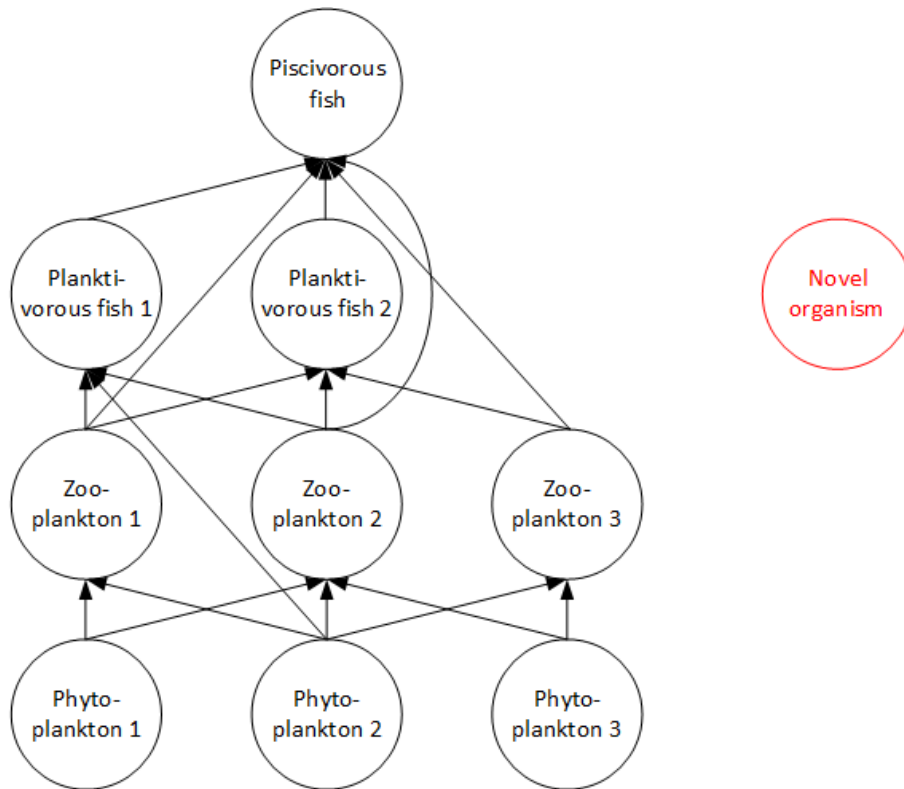 Piscivorous
fish
Plankti-
vorous fish 1
Plankti-
vorous fish 2
Novel
organism
Zoo-
plankton 1
Zoo-
plankton 2
Zoo-
plankton 3
Phyto-
plankton 1
Phyto-
plankton 2
Phyto-
plankton 3